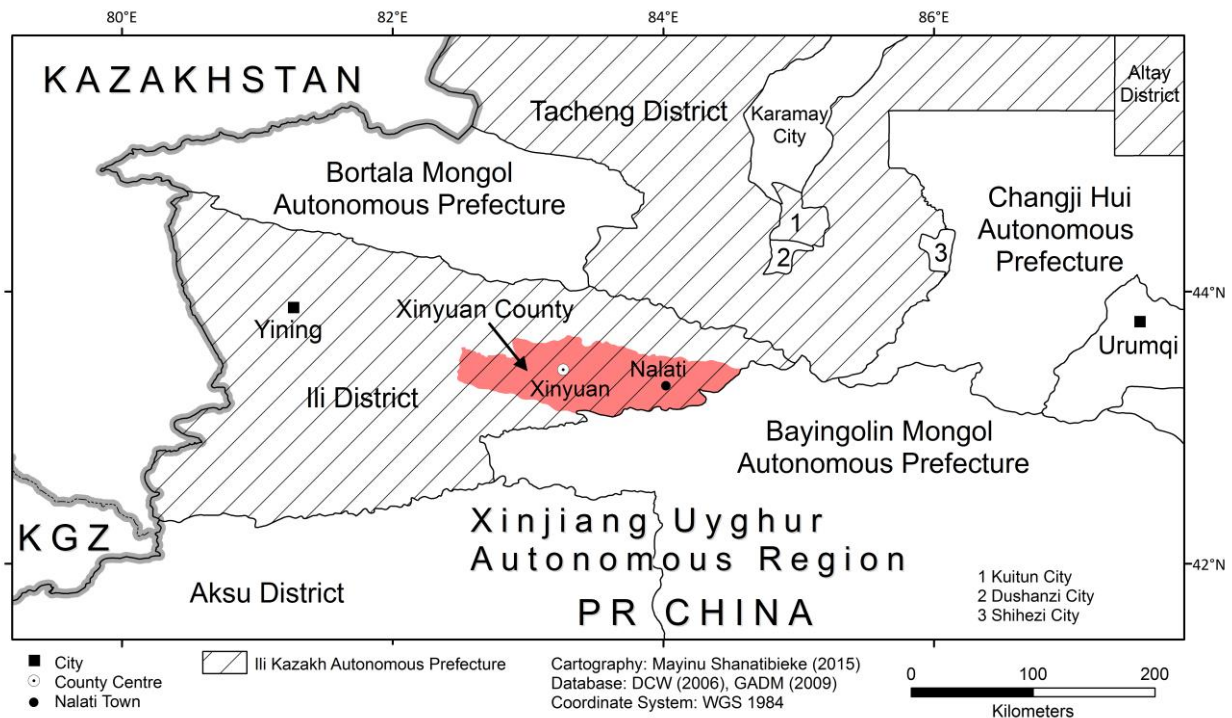 80°E
82°E
84°E
86°E
KAZAKHSTAN
Tacheng District
Karamay
City
Altay
District
Bortala Mongol
Autonomous Prefecture
Changji Hui
Autonomous
Prefecture
1
2
3
44°N
Yining
Xinyuan County
Urumqi
Nalati
Xinyuan
Ili District
Bayingolin Mongol
Autonomous Prefecture
KGZ
Xinjiang Uyghur
Autonomous Region
42°N
Aksu District
PR CHINA
1 Kuitun City
2 Dushanzi City
3 Shihezi City
City
County Centre
Nalati Town
Ili Kazakh Autonomous Prefecture
Cartography: Mayinu Shanatibieke (2015)
Database: DCW (2006), GADM (2009)
Coordinate System: WGS 1984
0 100 200
Kilometers